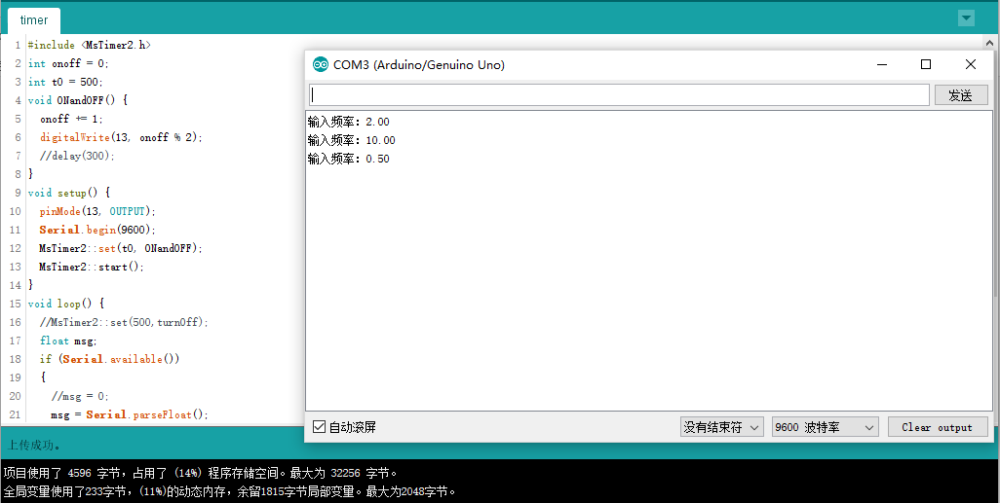 timer
1 #include <MsTimer2.h>
2 int onoff = 0;
3 int t0 = 500;
4 void ONandOFF() {
5 onoff += 1;
6 digitalWrite(13, onoff % 2);
7 //delay(300);
8 }
9 void setup() {
10 pinMode(13, OUTPUT);
11 Serial.begin(9600);
12 MsTimer2::set(t0, ONandOFF);
13 MsTimer2::start();
14 }
15 void loop() {
16 //MsTimer2::set(500,turnOff);
17 float msg;
18 if (Serial.available())
19 {
20 //msg = 0;
21 msg = Serial.parseFloat();
COM3 (Arduino/Genuino Uno)
发送
输入频率：2.00
输入频率：10.00
输入频率：0.50
自动滚屏
没有结束符
9600 波特率
Clear output
上传成功。
项目使用了 4596 字节，占用了 (14%) 程序存储空间。最大为 32256 字节。
全局变量使用了233字节，(11%)的动态内存，余留1815字节局部变量。最大为2048字节。